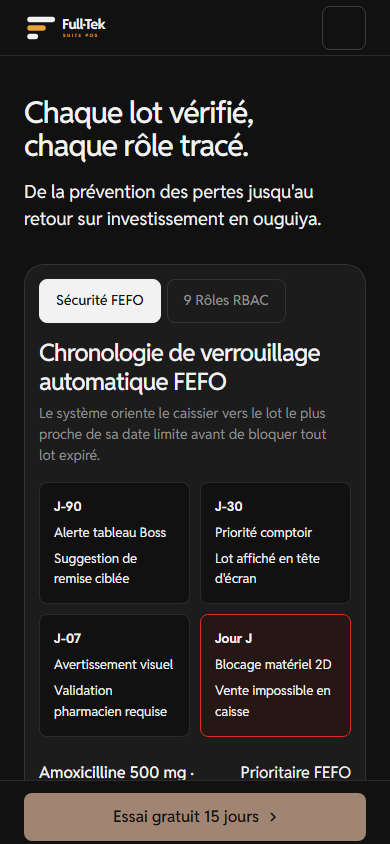 Full-Tek
SUITE POS
Chaque lot vérifié,
chaque rôle tracé.
De la prévention des pertes jusqu'au
retour sur investissement en ouguiya.
Sécurité FEFO
9 Rôles RBAC
Chronologie de verrouillage
automatique FEFO
Le système oriente le caissier vers le lot le plus
proche de sa date limite avant de bloquer tout
lot expiré.
J-90
Alerte tableau Boss
Suggestion de
remise ciblée
J-30
Priorité comptoir
Lot affiché en tête
d'écran
J-07
Avertissement visuel
Validation
pharmacien requise
Jour J
Blocage matériel 2D
Vente impossible en
caisse
Amoxicilline 500 mg ·
Prioritaire FEFO
Essai gratuit 15 jours